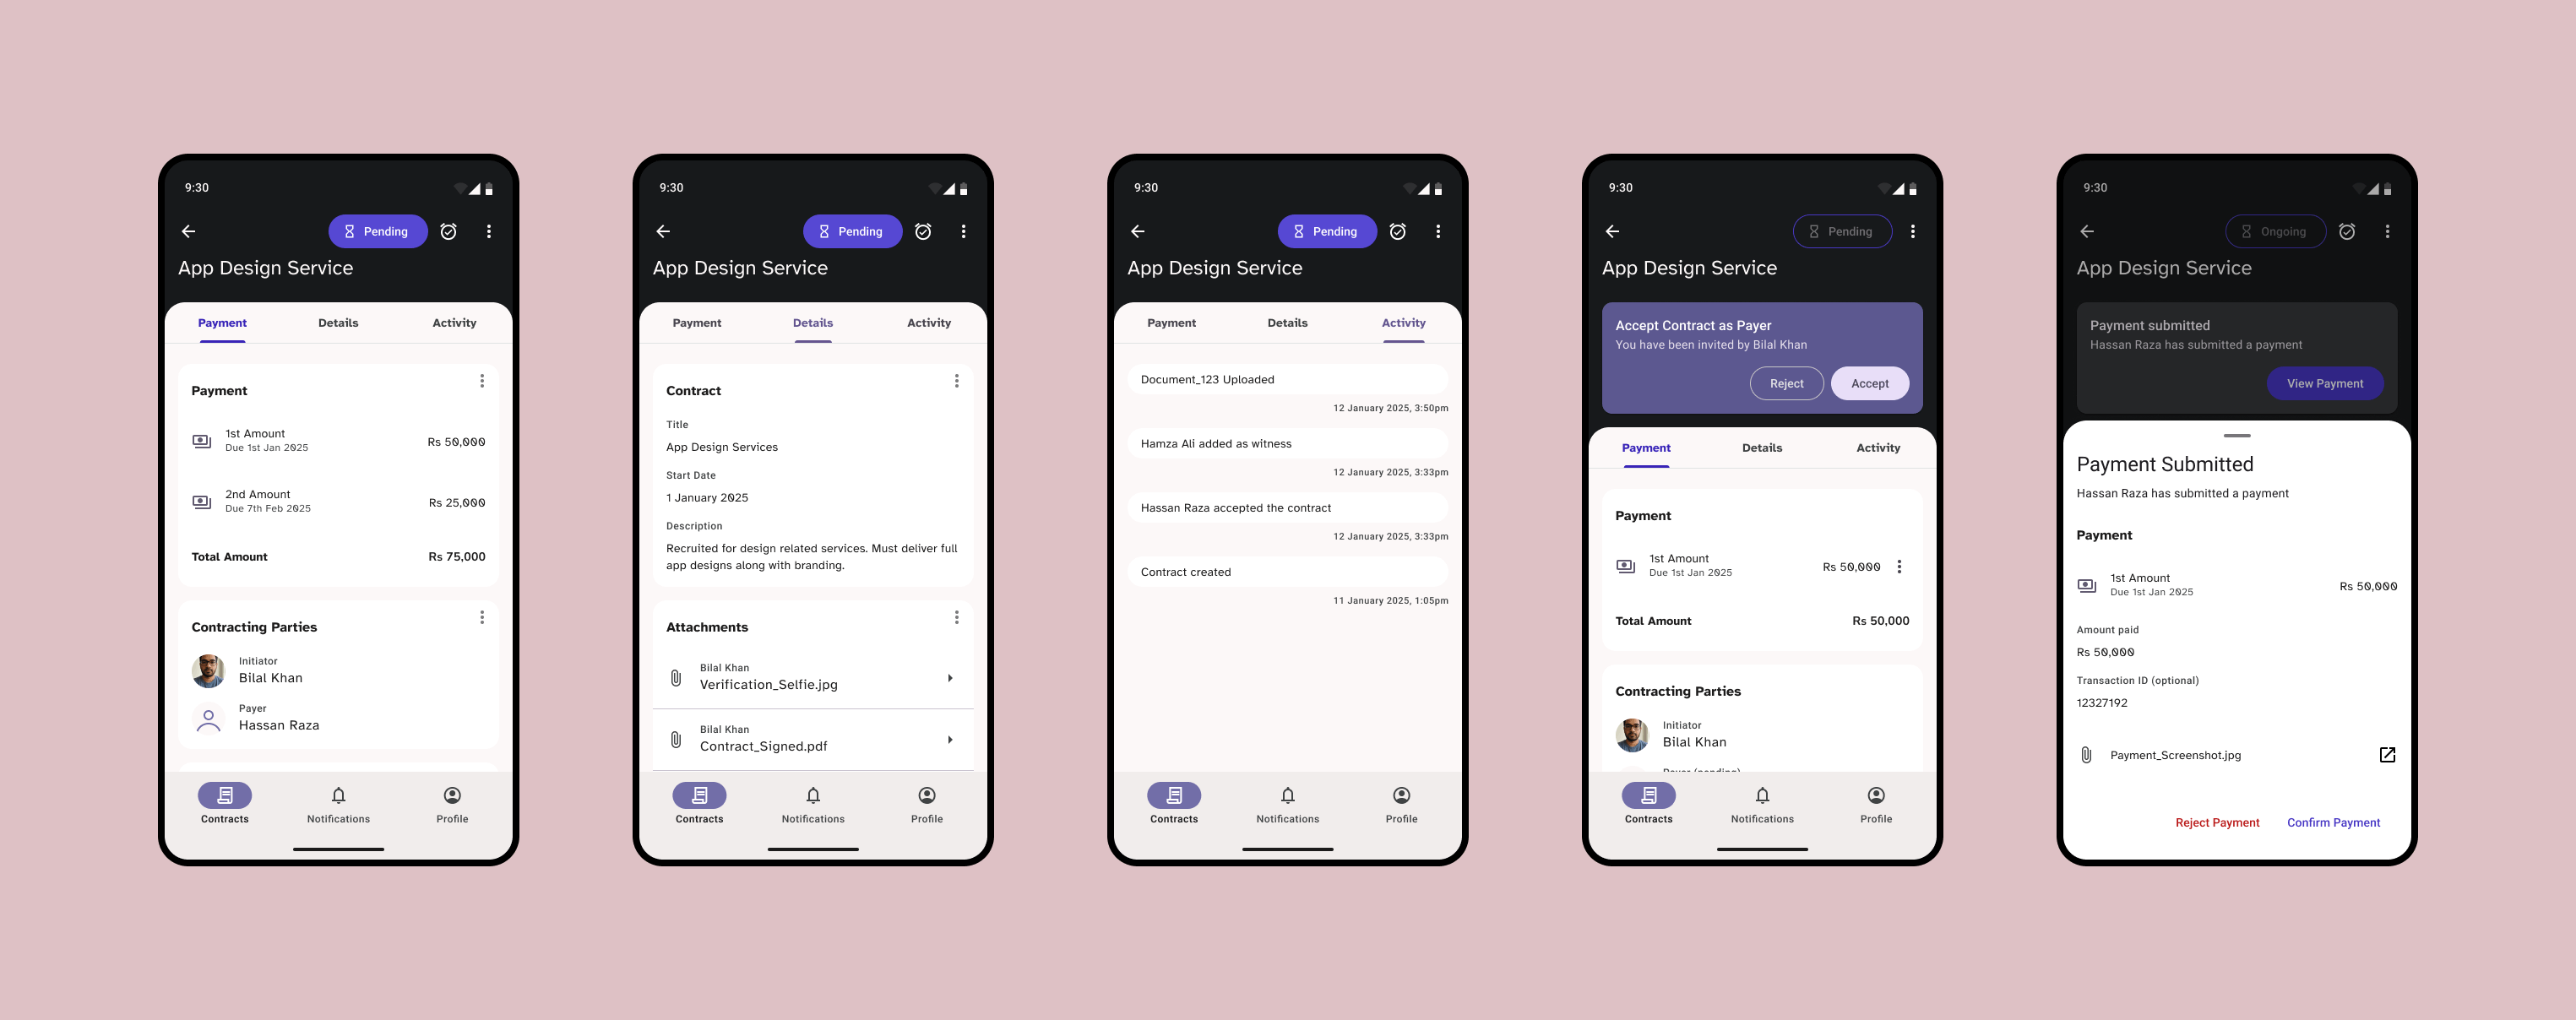 9:30
Pending
App Design Service
Payment Details Activity
Payment
1st Amount
Due 1st Jan 2025
Rs 50,000
2nd Amount
Due 7th Feb 2025
Rs 25,000
Total Amount Rs 75,000
Contracting Parties
Initiator
Bilal Khan
Payer
Hassan Raza
Contracts Notifications Profile
9:30
Pending
App Design Service
Payment Details Activity
Contract
Title
App Design Services
Start Date
1 January 2025
Description
Recruited for design related services. Must deliver full
app designs along with branding.
Attachments
Bilal Khan
Verification_Selfie.jpg
Bilal Khan
Contract_Signed.pdf
Contracts Notifications Profile
9:30
Pending
App Design Service
Payment Details Activity
Document_123 Uploaded
12 January 2025, 3:50pm
Hamza Ali added as witness
12 January 2025, 3:33pm
Hassan Raza accepted the contract
12 January 2025, 3:33pm
Contract created
11 January 2025, 1:05pm
Contracts Notifications Profile
9:30
Pending
App Design Service
Accept Contract as Payer
You have been invited by Bilal Khan
Reject Accept
Payment Details Activity
Payment
1st Amount
Due 1st Jan 2025
Rs 50,000
Total Amount Rs 50,000
Contracting Parties
Initiator
Bilal Khan
Payer (pending)
Contracts Notifications Profile
9:30
Ongoing
App Design Service
Payment submitted
Hassan Raza has submitted a payment
View Payment
Payment Submitted
Hassan Raza has submitted a payment
Payment
1st Amount
Due 1st Jan 2025
Rs 50,000
Amount paid
Rs 50,000
Transaction ID (optional)
12327192
Payment_Screenshot.jpg
Reject Payment Confirm Payment